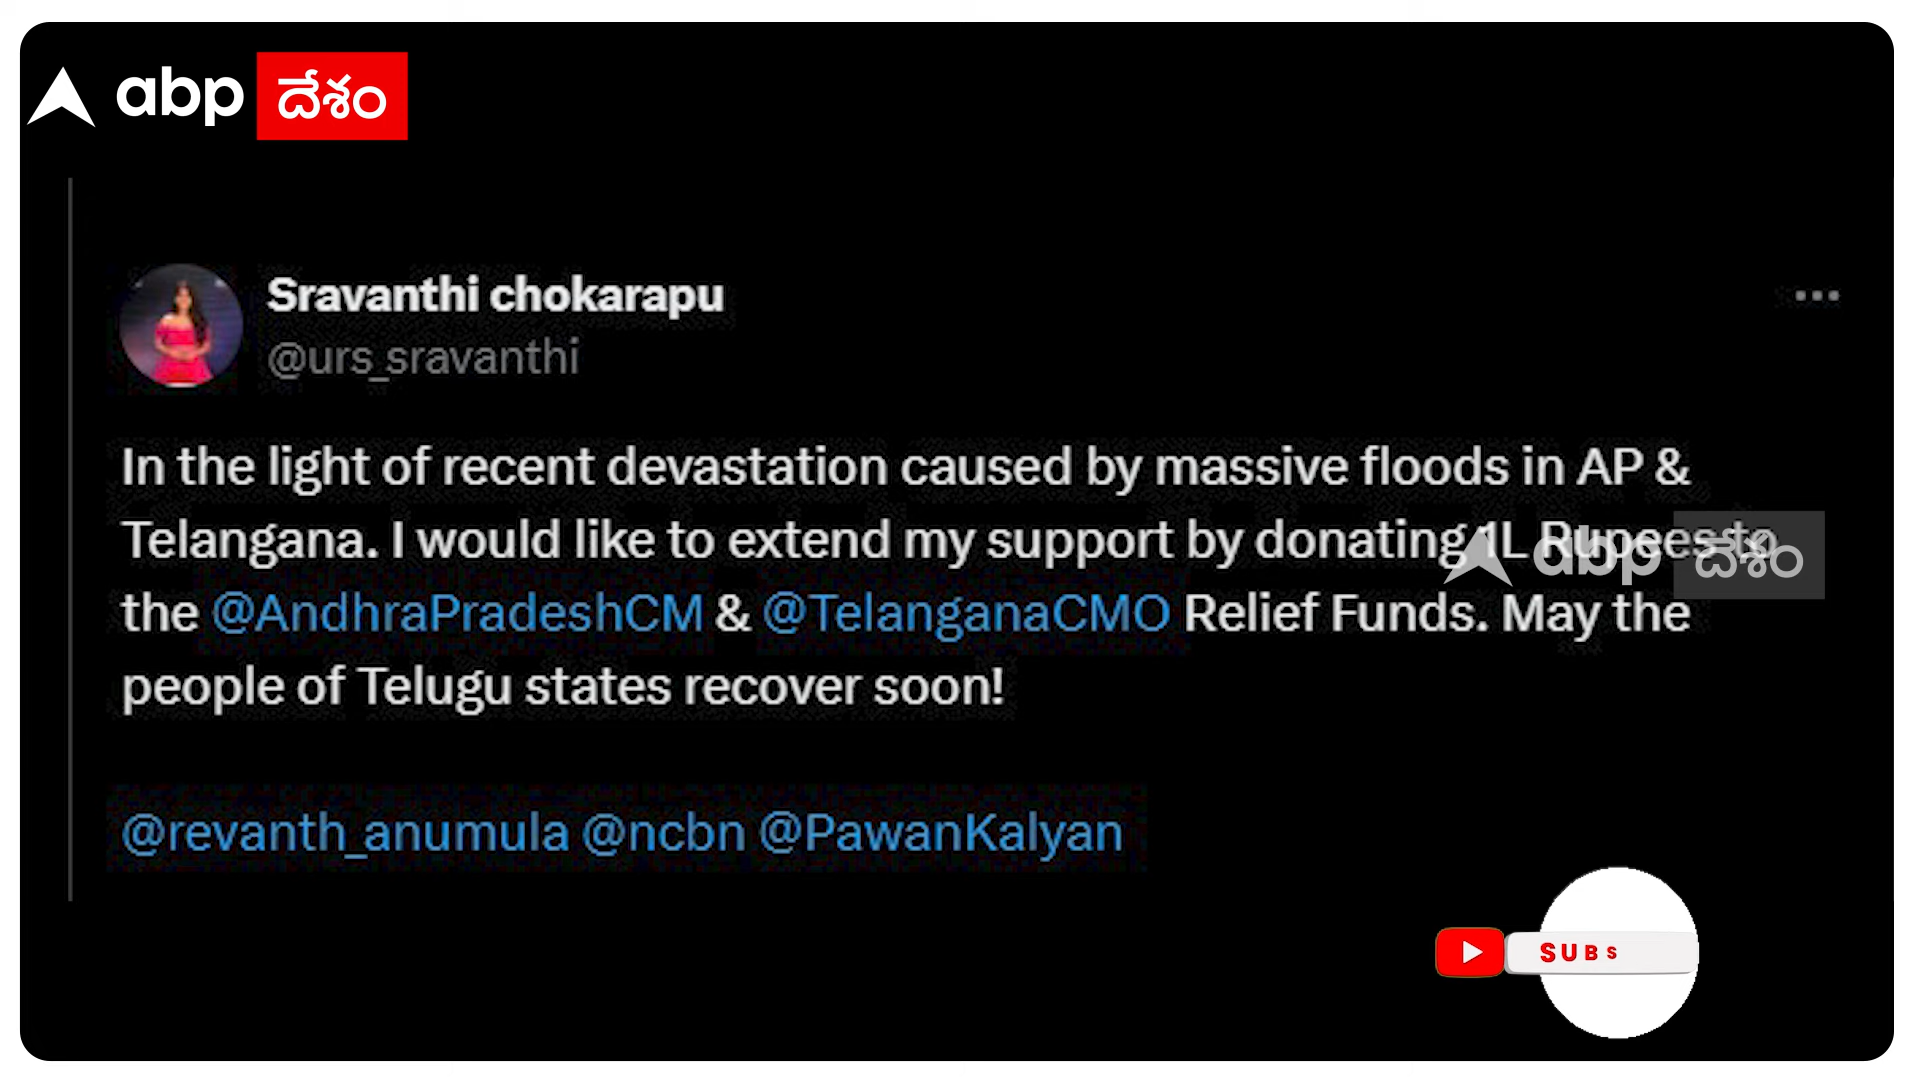 abp దేశం
Sravanthi chokarapu
@urs_sravanthi
In the light of recent devastation caused by massive floods in AP &
Telangana. I would like to extend my support by donating 1L Rupees to
abp దేశం
the @AndhraPradeshCM & @TelanganaCMO Relief Funds. May the
people of Telugu states recover soon!
@revanth_anumula @ncbn @PawanKalyan
SUBS